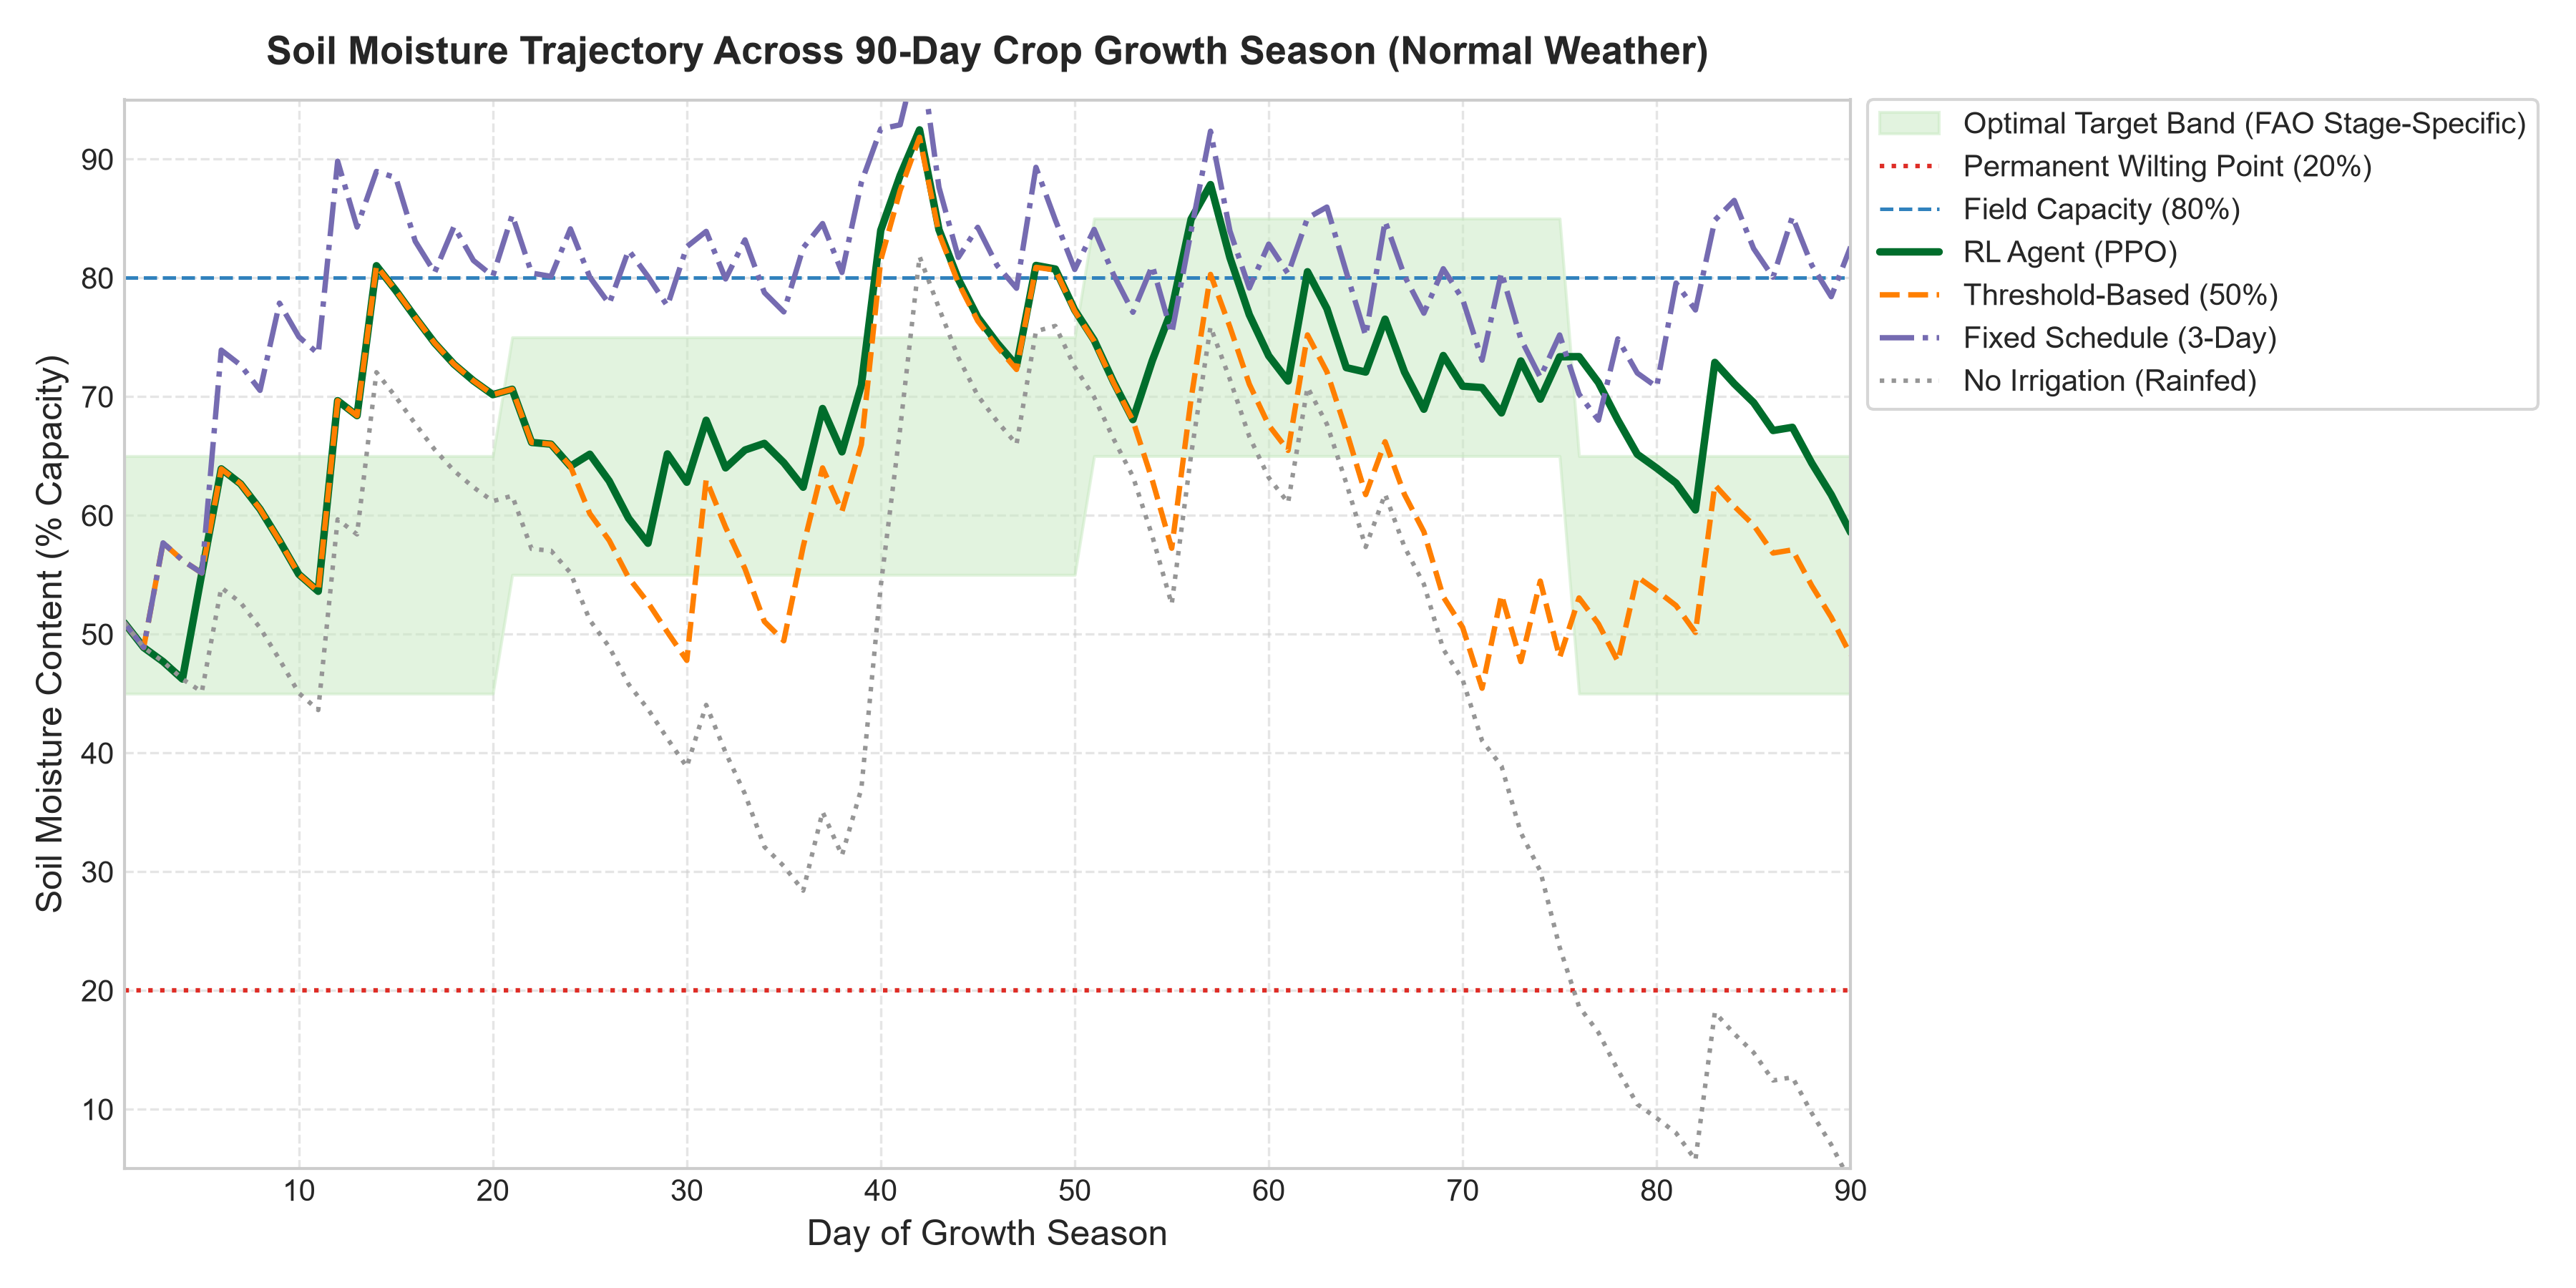 Soil Moisture Trajectory Across 90-Day Crop Growth Season (Normal Weather)
Soil Moisture Content (% Capacity)
90
80
70
60
50
40
30
20
10
10 20 30 40 50 60 70 80 90
Day of Growth Season
Optimal Target Band (FAO Stage-Specific)
Permanent Wilting Point (20%)
Field Capacity (80%)
RL Agent (PPO)
Threshold-Based (50%)
Fixed Schedule (3-Day)
No Irrigation (Rainfed)